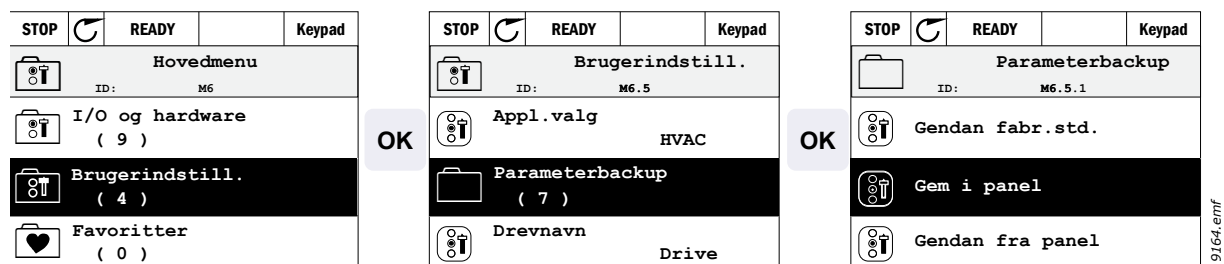 STOP READY Keypad
Hovedmenu
ID: M6
I/O og hardware
( 9 )
Brugerindstill.
( 4 )
Favoritter
( 0 )
OK
STOP READY Keypad
Brugerindstill.
ID: M6.5
Appl.valg
HVAC
Parameterbackup
( 7 )
Drevnavn
Drive
OK
STOP READY Keypad
Parameterbackup
ID: M6.5.1
Gendan fabr.std.
Gem i panel
Gendan fra panel
9164.emf